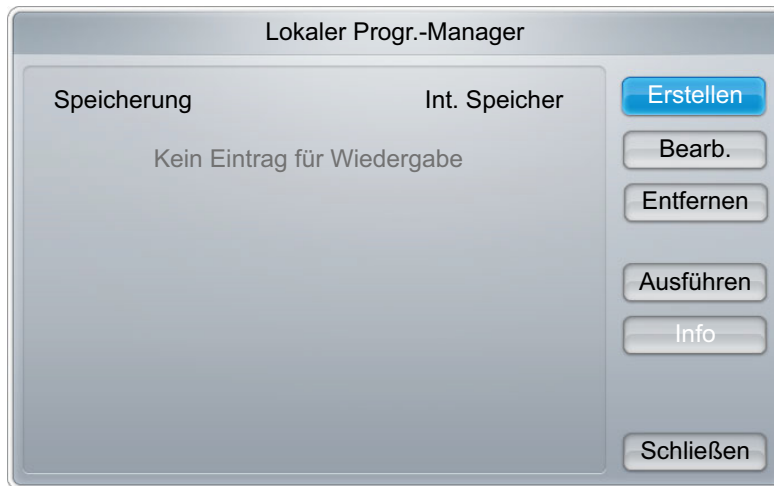 Lokaler Progr.-Manager
Speicherung Int. Speicher
Kein Eintrag für Wiedergabe
Erstellen
Bearb.
Entfernen
Ausführen
Info
Schließen